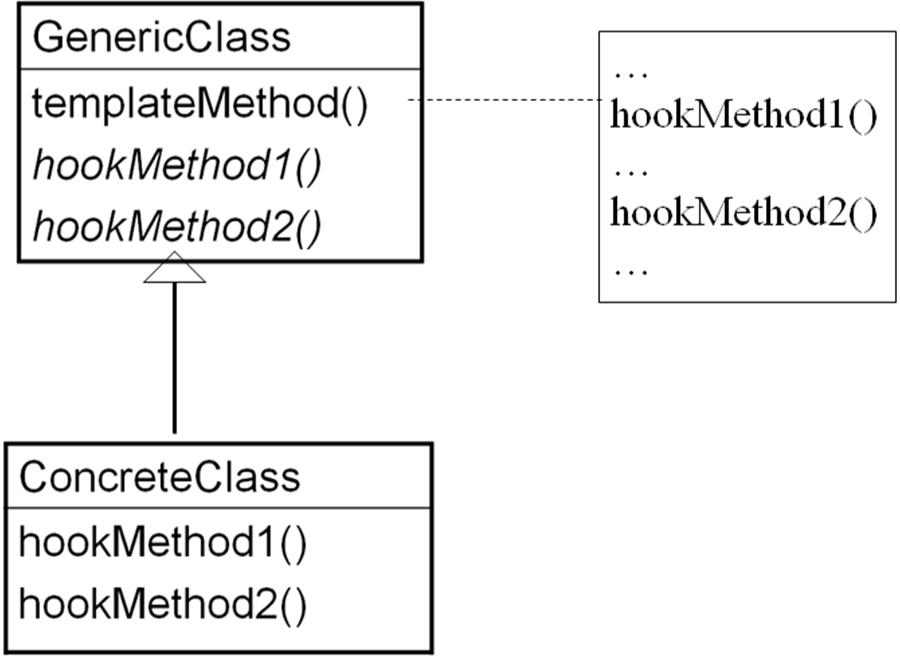 GenericClass
templateMethod()
hookMethod1()
hookMethod2()
…
hookMethod1()
…
hookMethod2()
…
ConcreteClass
hookMethod1()
hookMethod2()